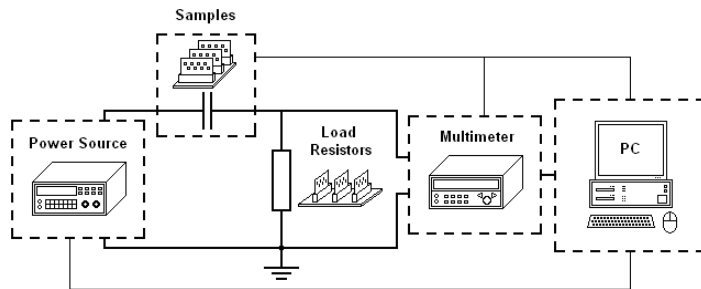 Samples
Power Source
Load
Resistors
Multimeter
PC